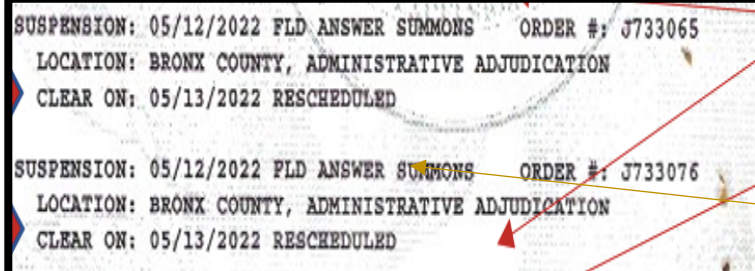 SUSPENSION: 05/12/2022 FLD ANSWER SUMMONS ORDER #: J733065
LOCATION: BRONX COUNTY, ADMINISTRATIVE ADJUDICATION
CLEAR ON: 05/13/2022 RESCHEDULED
SUSPENSION: 05/12/2022 FLD ANSWER SUMMONS ORDER #: J733076
LOCATION: BRONX COUNTY, ADMINISTRATIVE ADJUDICATION
CLEAR ON: 05/13/2022 RESCHEDULED